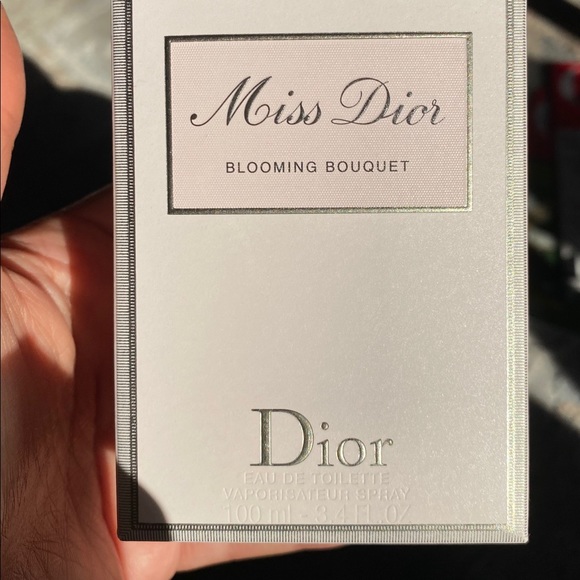 Miss Dior
BLOOMING BOUQUET
Dior
EAU DE TOILETTE
VAPORISATEUR SPRAY
100 ml - 3.4 fl. oz